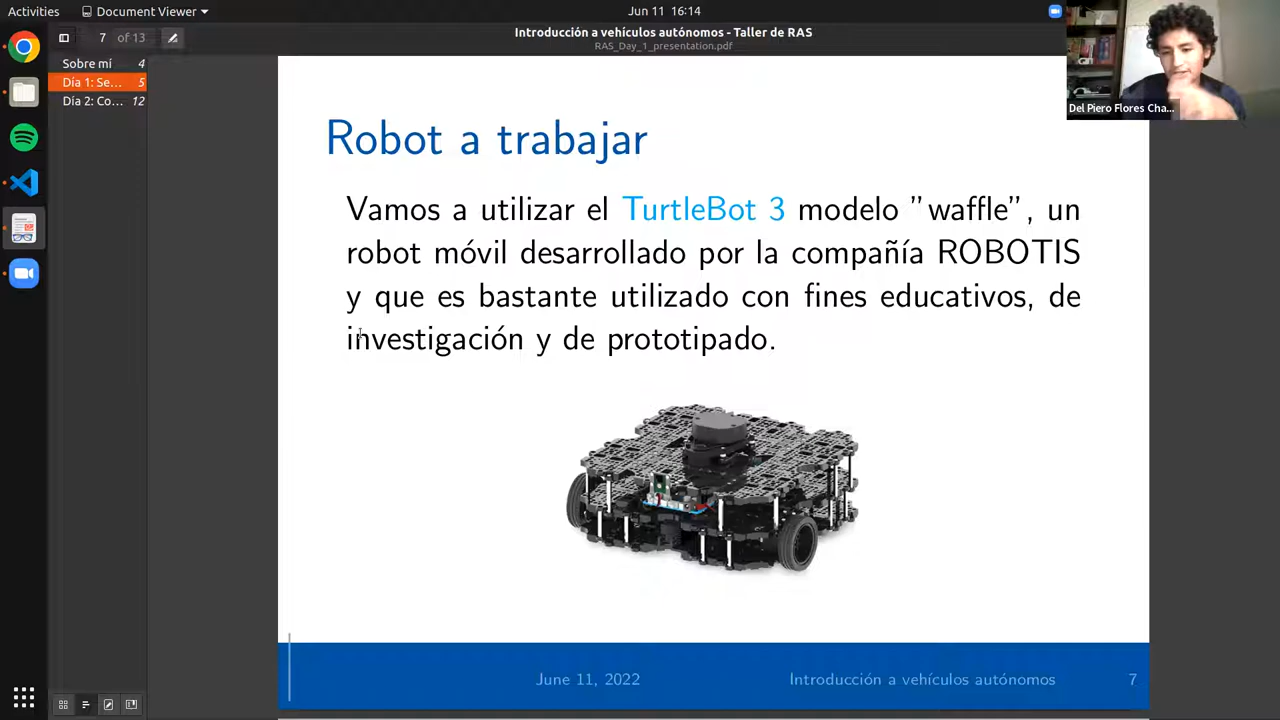 Activities
Document Viewer
Jun 11 16:14
7 of 13
Introducción a vehículos autónomos - Taller de RAS
RAS_Day_1_presentation.pdf
Sobre mí 4
Día 1: Se... 5
Día 2: Co... 12
Del Piero Flores Cha...
Robot a trabajar
Vamos a utilizar el TurtleBot 3 modelo ”waffle”, un
robot móvil desarrollado por la compañía ROBOTIS
y que es bastante utilizado con fines educativos, de
investigación y de prototipado.
June 11, 2022
Introducción a vehículos autónomos
7